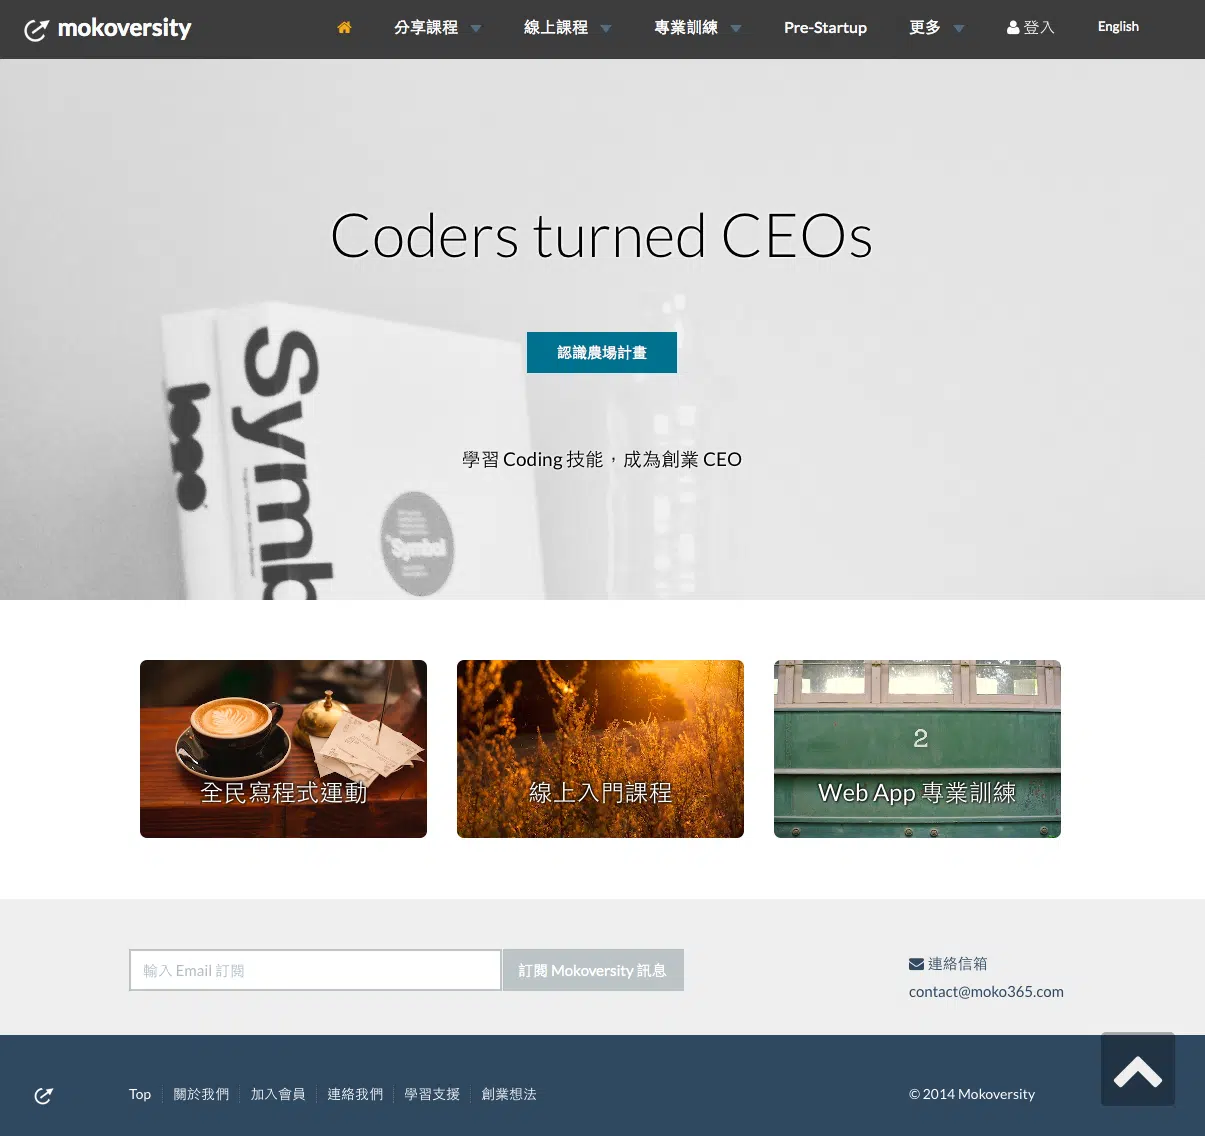 mokoversity
分享課程
線上課程
專業訓練
Pre-Startup
更多
登入
English
Coders turned CEOs
認識農場計畫
學習 Coding 技能，成為創業 CEO
Symb
Symbol
全民寫程式運動
線上入門課程
2
Web App 專業訓練
輸入 Email 訂閱
訂閱 Mokoversity 訊息
連絡信箱
contact@moko365.com
Top
關於我們
加入會員
連絡我們
學習支援
創業想法
© 2014 Mokoversity